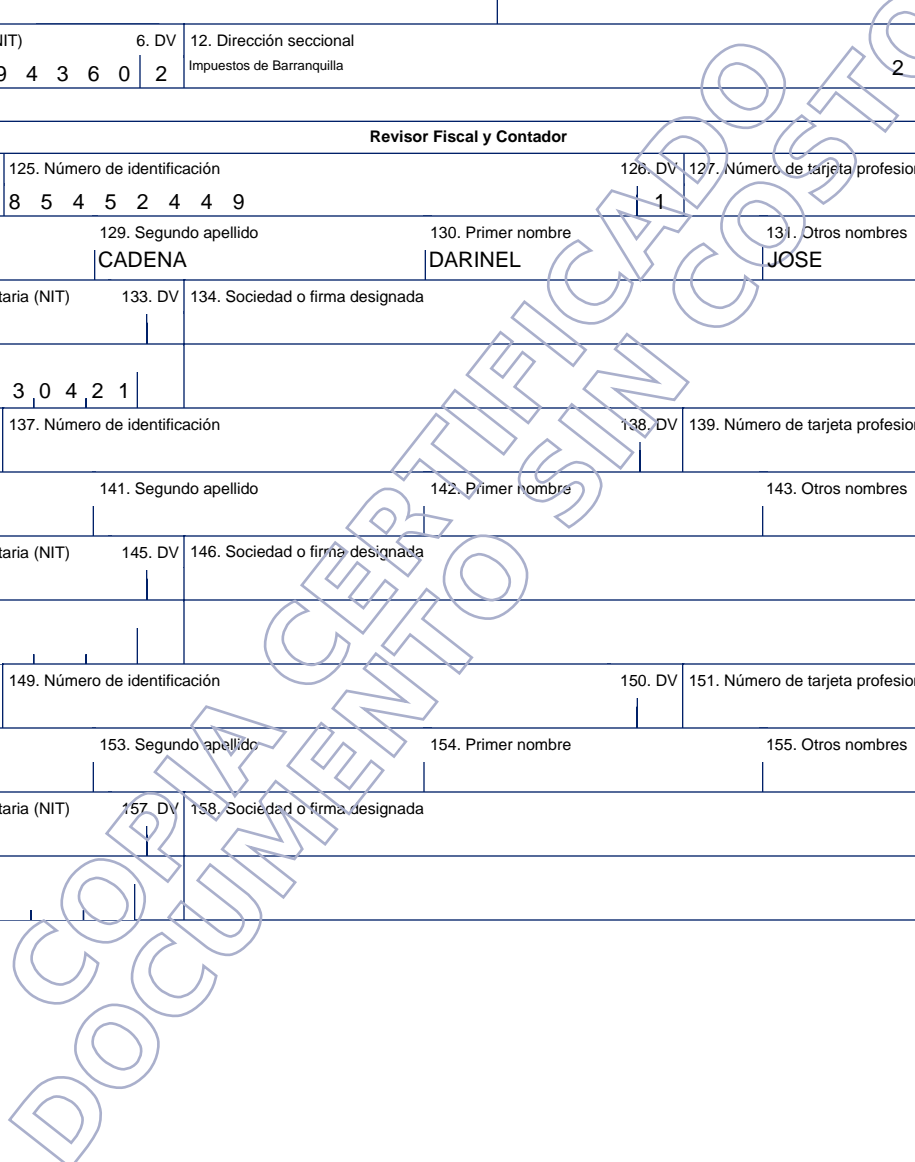 NIT) 6. DV 12. Dirección seccional
9 4 3 6 0 2 Impuestos de Barranquilla 2
Revisor Fiscal y Contador
125. Número de identificación 126. DV 127. Número de tarjeta profesion
8 5 4 5 2 4 4 9 1
129. Segundo apellido 130. Primer nombre 131. Otros nombres
CADENA DARINEL JOSE
taria (NIT) 133. DV 134. Sociedad o firma designada
3 0 4 2 1
137. Número de identificación 138. DV 139. Número de tarjeta profesion
141. Segundo apellido 142. Primer nombre 143. Otros nombres
taria (NIT) 145. DV 146. Sociedad o firma designada
149. Número de identificación 150. DV 151. Número de tarjeta profesion
153. Segundo apellido 154. Primer nombre 155. Otros nombres
taria (NIT) 157. DV 158. Sociedad o firma designada
COPIA CERTIFICADO
DOCUMENTO SIN COSTO